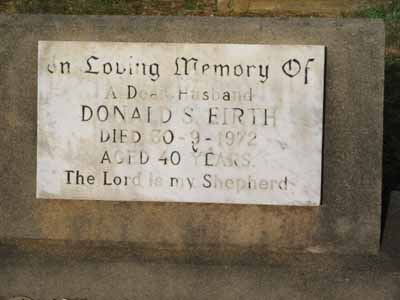 In Loving Memory Of
A Dear Husband
DONALD S. FIRTH
DIED 30-9-1972
AGED 40 YEARS.
The Lord is my Shepherd